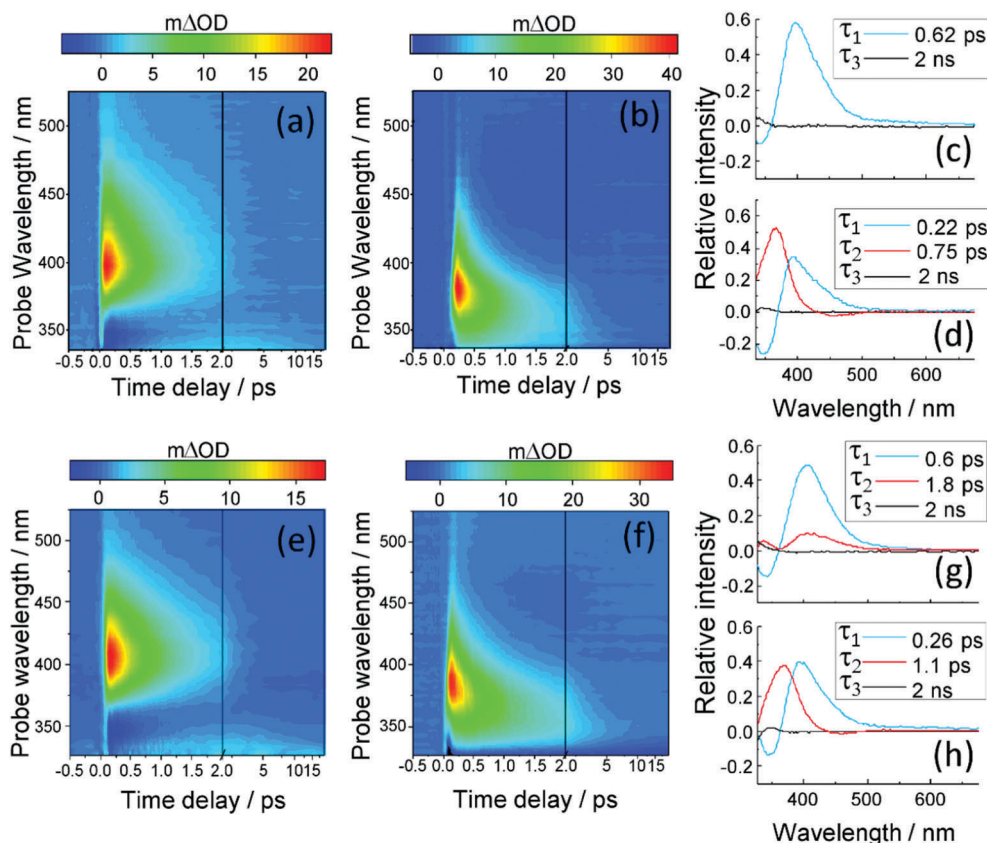 mΔOD
0 5 10 15 20
(a)
Probe Wavelength / nm
500
450
400
350
-0.5 0.0 0.5 1.0 1.5 2.0 5 10 15
Time delay / ps
mΔOD
0 10 20 30 40
(b)
Probe Wavelength / nm
500
450
400
350
-0.5 0.0 0.5 1.0 1.5 2.0 5 10 15
Time delay / ps
Relative intensity
0.6
0.4
0.2
0.0
-0.2
τ1 0.62 ps
τ3 2 ns
(c)
0.6
0.4
0.2
0.0
-0.2
τ1 0.22 ps
τ2 0.75 ps
τ3 2 ns
(d)
400 500 600
Wavelength / nm
mΔOD
0 5 10 15
(e)
Probe wavelength / nm
500
450
400
350
-0.5 0.0 0.5 1.0 1.5 2.0 5 10 15
Time delay / ps
mΔOD
0 10 20 30
(f)
Probe wavelength / nm
500
450
400
350
-0.5 0.0 0.5 1.0 1.5 2.0 5 10 15
Time delay / ps
Relative intensity
0.6
0.4
0.2
0.0
-0.2
τ1 0.6 ps
τ2 1.8 ps
τ3 2 ns
(g)
0.6
0.4
0.2
0.0
-0.2
τ1 0.26 ps
τ2 1.1 ps
τ3 2 ns
(h)
400 500 600
Wavelength / nm